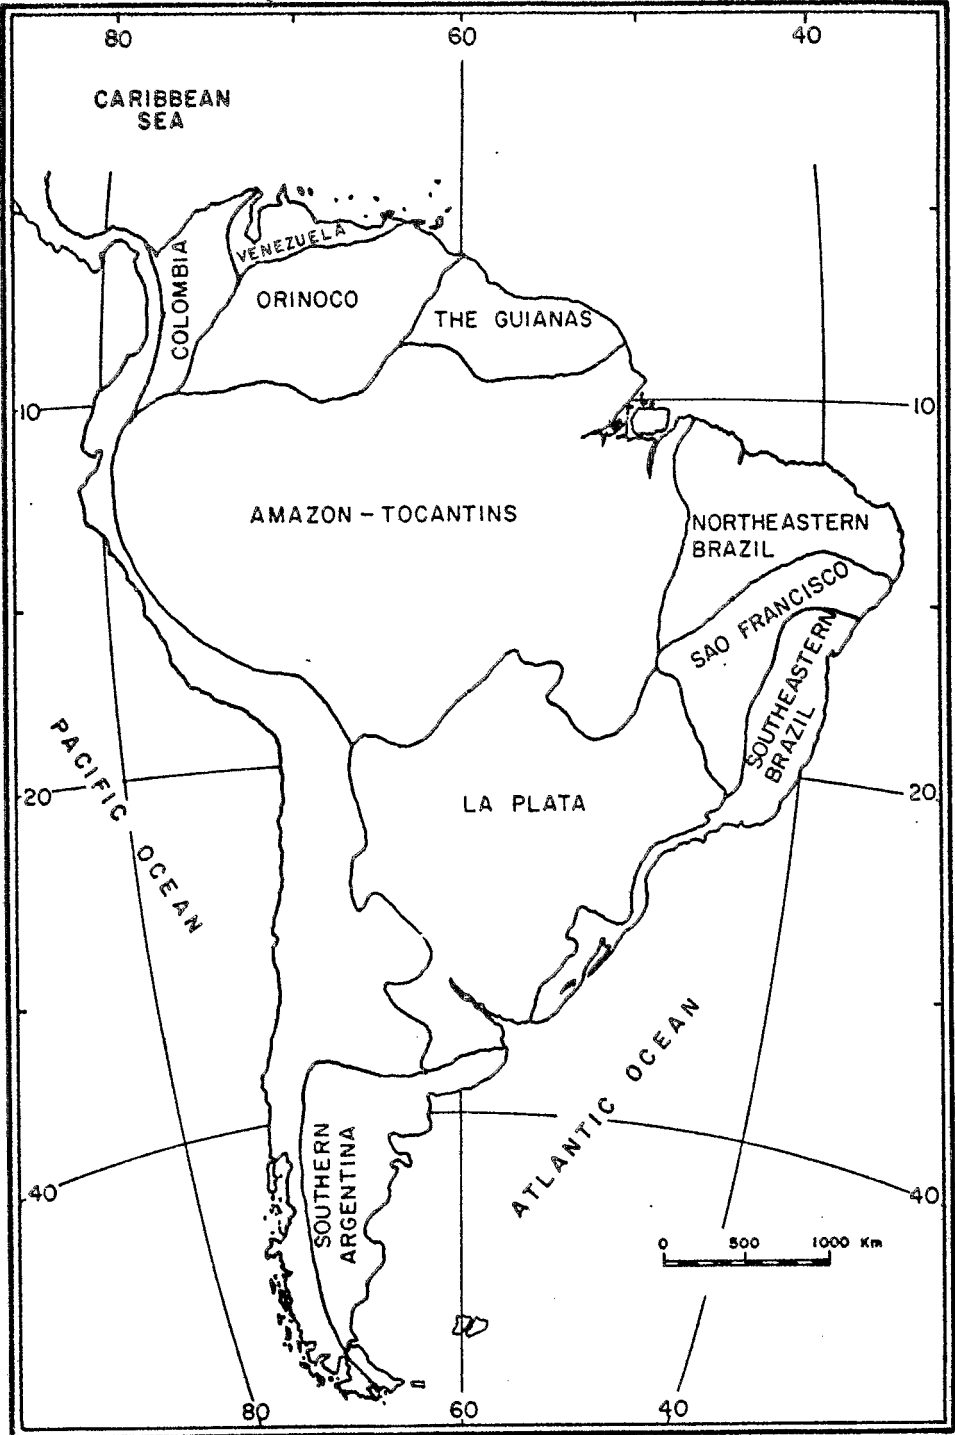 80
60
40
CARIBBEAN
SEA
VENEZUELA
COLOMBIA
ORINOCO
THE GUIANAS
10
10
AMAZON - TOCANTINS
NORTHEASTERN
BRAZIL
SAO FRANCISCO
SOUTHEASTERN
BRAZIL
PACIFIC OCEAN
20
LA PLATA
20
ATLANTIC OCEAN
SOUTHERN
ARGENTINA
40
40
0 500 1000 Km
80
60
40